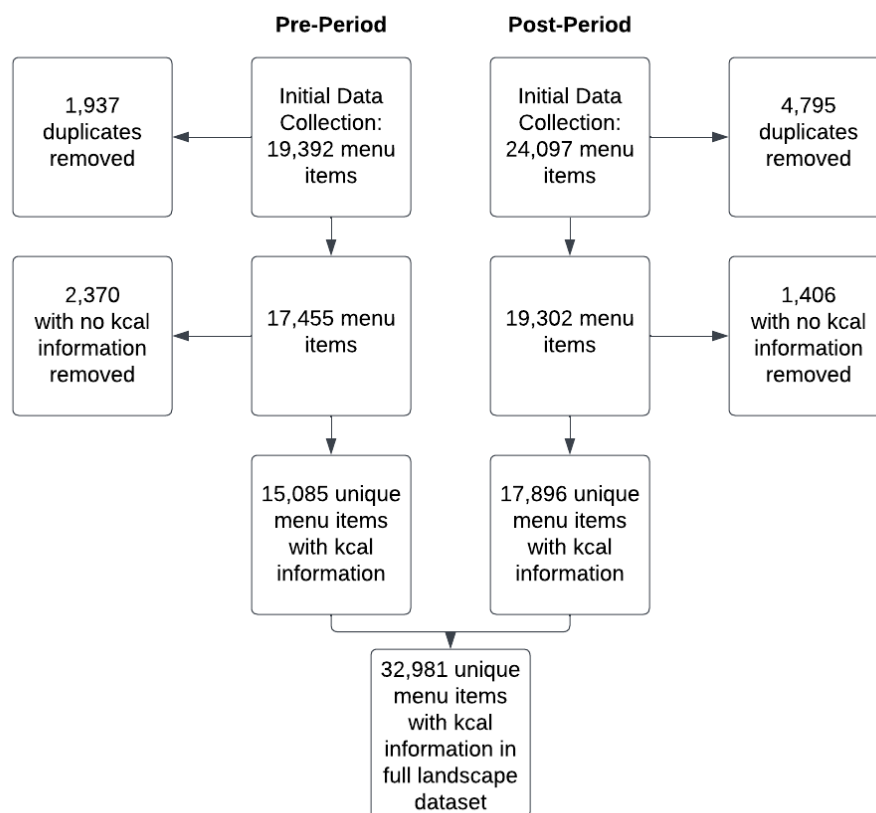 Pre-Period
Post-Period
1,937
duplicates
removed
Initial Data
Collection:
19,392 menu
items
Initial Data
Collection:
24,097 menu
items
4,795
duplicates
removed
2,370
with no kcal
information
removed
17,455 menu
items
19,302 menu
items
1,406
with no kcal
information
removed
15,085 unique
menu items
with kcal
information
17,896 unique
menu items
with kcal
information
32,981 unique
menu items
with kcal
information in
full landscape
dataset